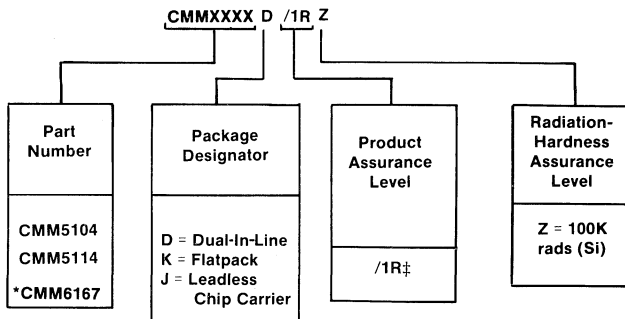 CMMXXXX D /1R Z
Part
Number
CMM5104
CMM5114
*CMM6167
Package
Designator
D = Dual-In-Line
K = Flatpack
J = Leadless
Chip Carrier
Product
Assurance
Level
/1R‡
Radiation-
Hardness
Assurance
Level
Z = 100K
rads (Si)